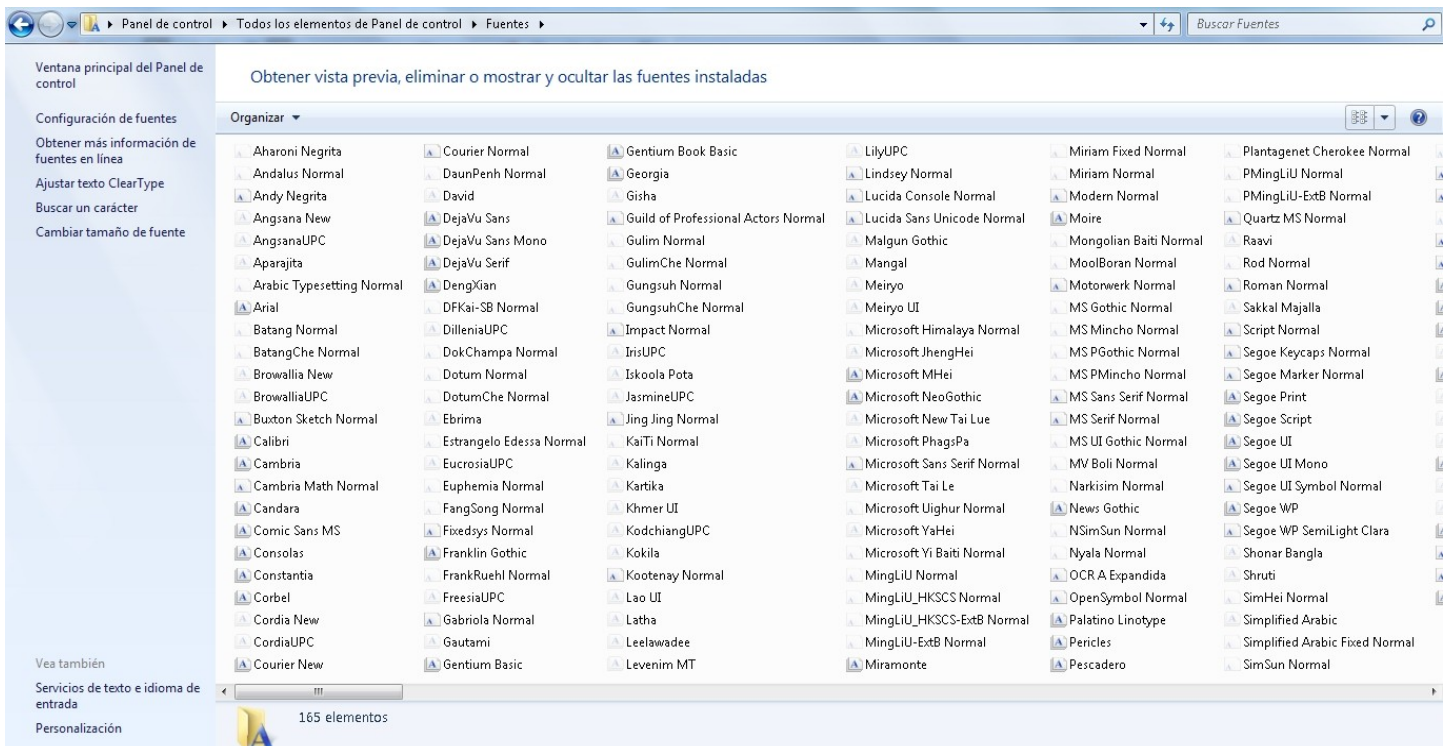 Panel de control ▸ Todos los elementos de Panel de control ▸ Fuentes ▸
Buscar Fuentes
Ventana principal del Panel de
control
Configuración de fuentes
Obtener más información de
fuentes en línea
Ajustar texto ClearType
Buscar un carácter
Cambiar tamaño de fuente
Vea también
Servicios de texto e idioma de
entrada
Personalización
Obtener vista previa, eliminar o mostrar y ocultar las fuentes instaladas
Organizar
Aharoni Negrita
Andalus Normal
Andy Negrita
Angsana New
AngsanaUPC
Aparajita
Arabic Typesetting Normal
Arial
Batang Normal
BatangChe Normal
Browallia New
BrowalliaUPC
Buxton Sketch Normal
Calibri
Cambria
Cambria Math Normal
Candara
Comic Sans MS
Consolas
Constantia
Corbel
Cordia New
CordiaUPC
Courier New
Courier Normal
DaunPenh Normal
David
DejaVu Sans
DejaVu Sans Mono
DejaVu Serif
DengXian
DFKai-SB Normal
DilleniaUPC
DokChampa Normal
Dotum Normal
DotumChe Normal
Ebrima
Estrangelo Edessa Normal
EucrosiaUPC
Euphemia Normal
FangSong Normal
Fixedsys Normal
Franklin Gothic
FrankRuehl Normal
FreesiaUPC
Gabriola Normal
Gautami
Gentium Basic
Gentium Book Basic
Georgia
Gisha
Guild of Professional Actors Normal
Gulim Normal
GulimChe Normal
Gungsuh Normal
GungsuhChe Normal
Impact Normal
IrisUPC
Iskoola Pota
JasmineUPC
Jing Jing Normal
KaiTi Normal
Kalinga
Kartika
Khmer UI
KodchiangUPC
Kokila
Kootenay Normal
Lao UI
Latha
Leelawadee
Levenim MT
LilyUPC
Lindsey Normal
Lucida Console Normal
Lucida Sans Unicode Normal
Malgun Gothic
Mangal
Meiryo
Meiryo UI
Microsoft Himalaya Normal
Microsoft JhengHei
Microsoft MHei
Microsoft NeoGothic
Microsoft New Tai Lue
Microsoft PhagsPa
Microsoft Sans Serif Normal
Microsoft Tai Le
Microsoft Uighur Normal
Microsoft YaHei
Microsoft Yi Baiti Normal
MingLiU Normal
MingLiU_HKSCS Normal
MingLiU_HKSCS-ExtB Normal
MingLiU-ExtB Normal
Miramonte
Miriam Fixed Normal
Miriam Normal
Modern Normal
Moire
Mongolian Baiti Normal
MoolBoran Normal
Motorwerk Normal
MS Gothic Normal
MS Mincho Normal
MS PGothic Normal
MS PMincho Normal
MS Sans Serif Normal
MS Serif Normal
MS UI Gothic Normal
MV Boli Normal
Narkisim Normal
News Gothic
NSimSun Normal
Nyala Normal
OCR A Expandida
OpenSymbol Normal
Palatino Linotype
Pericles
Pescadero
Plantagenet Cherokee Normal
PMingLiU Normal
PMingLiU-ExtB Normal
Quartz MS Normal
Raavi
Rod Normal
Roman Normal
Sakkal Majalla
Script Normal
Segoe Keycaps Normal
Segoe Marker Normal
Segoe Print
Segoe Script
Segoe UI
Segoe UI Mono
Segoe UI Symbol Normal
Segoe WP
Segoe WP SemiLight Clara
Shonar Bangla
Shruti
SimHei Normal
Simplified Arabic
Simplified Arabic Fixed Normal
SimSun Normal
165 elementos